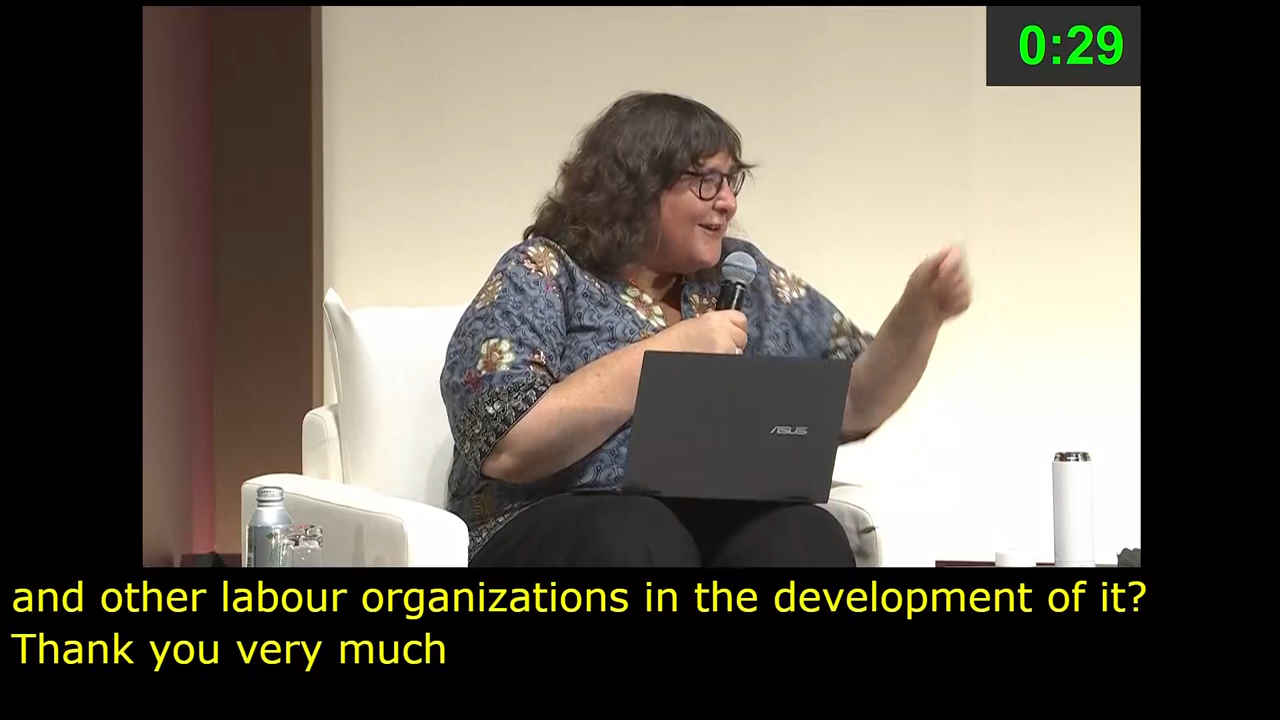 0:29
ASUS
and other labour organizations in the development of it?
Thank you very much